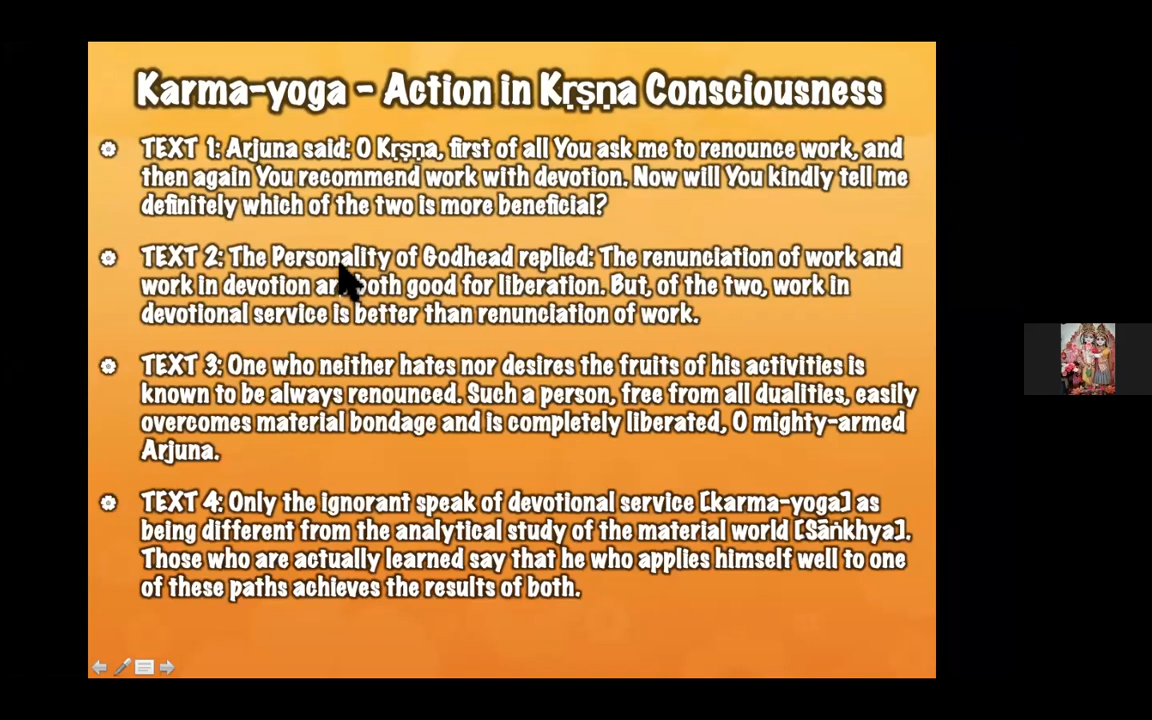 Karma-yoga - Action in Kṛṣṇa Consciousness
TEXT 1: Arjuna said: O Kṛṣṇa, first of all You ask me to renounce work, and
then again You recommend work with devotion. Now will You kindly tell me
definitely which of the two is more beneficial?
TEXT 2: The Personality of Godhead replied: The renunciation of work and
work in devotion are both good for liberation. But, of the two, work in
devotional service is better than renunciation of work.
TEXT 3: One who neither hates nor desires the fruits of his activities is
known to be always renounced. Such a person, free from all dualities, easily
overcomes material bondage and is completely liberated, O mighty-armed
Arjuna.
TEXT 4: Only the ignorant speak of devotional service [karma-yoga] as
being different from the analytical study of the material world [Sāṅkhya].
Those who are actually learned say that he who applies himself well to one
of these paths achieves the results of both.